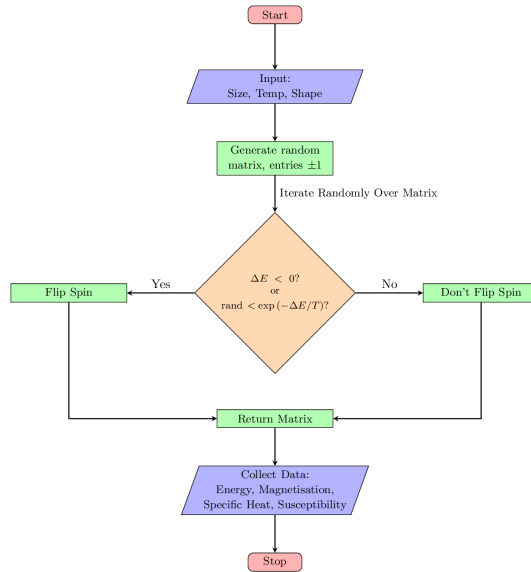 Start
Input:
Size, Temp, Shape
Generate random
matrix, entries ±1
Iterate Randomly Over Matrix
ΔE < 0?
or
rand < exp (−ΔE/T)?
Yes
No
Flip Spin
Don't Flip Spin
Return Matrix
Collect Data:
Energy, Magnetisation,
Specific Heat, Susceptibility
Stop